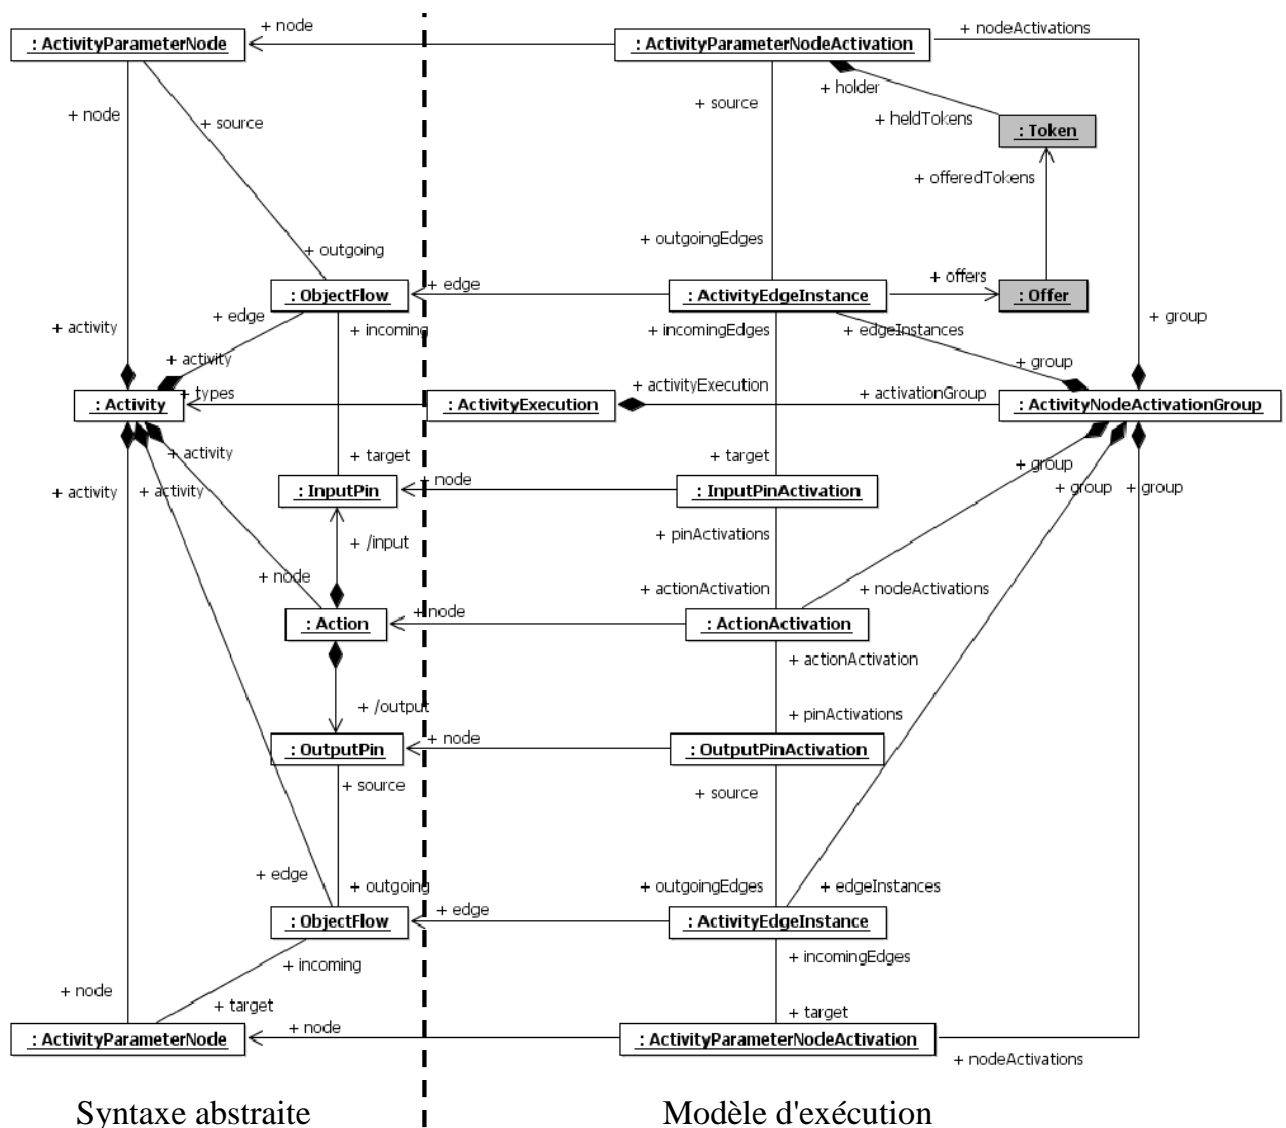 + node
+ nodeActivations
: ActivityParameterNode
: ActivityParameterNodeActivation
+ holder
+ node
+ source
+ source
+ heldTokens
: Token
+ offeredTokens
+ outgoing
+ outgoingEdges
+ offers
+ edge
: ObjectFlow
: ActivityEdgeInstance
: Offer
+ edge
+ group
+ activity
+ incoming
+ incomingEdges
+ edgeInstances
+ activity
+ group
+ types
+ activityExecution
+ activationGroup
: Activity
: ActivityExecution
: ActivityNodeActivationGroup
+ activity
+ target
+ target
+ group
+ activity
+ activity
+ node
+ group
+ group
: InputPin
: InputPinActivation
+ /input
+ pinActivations
+ node
+ actionActivation
+ nodeActivations
+ node
: Action
: ActionActivation
+ actionActivation
+ /output
+ pinActivations
+ node
: OutputPin
: OutputPinActivation
+ source
+ source
+ edge
+ outgoing
+ outgoingEdges
+ edgeInstances
+ edge
: ObjectFlow
: ActivityEdgeInstance
+ incoming
+ incomingEdges
+ node
+ target
+ target
+ node
: ActivityParameterNode
: ActivityParameterNodeActivation
+ nodeActivations
Syntaxe abstraite
Modèle d'exécution